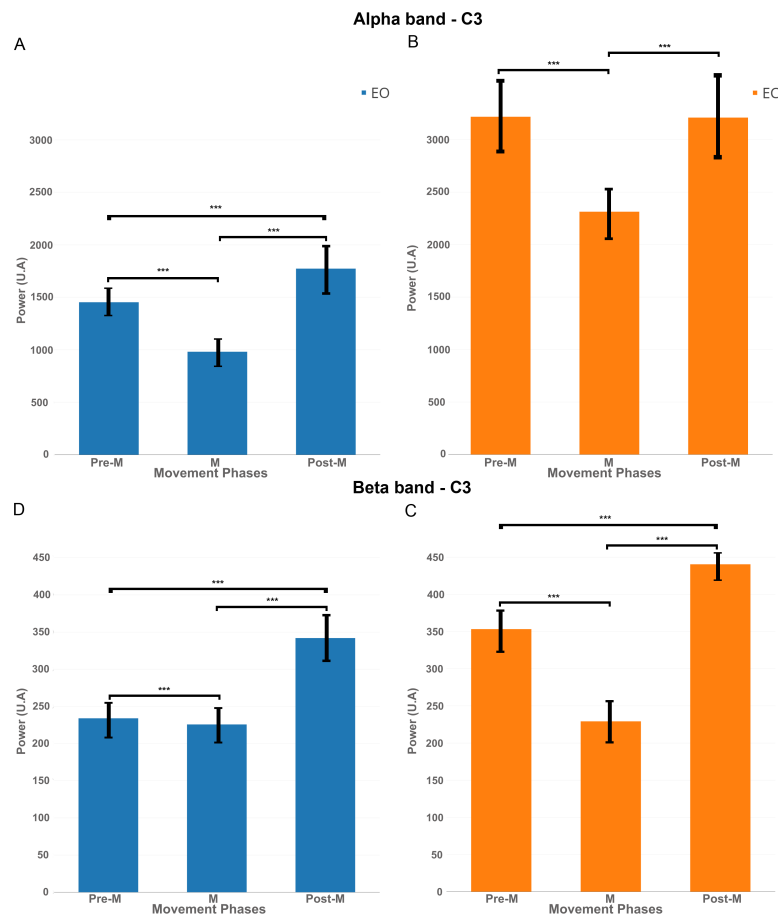 Alpha band - C3
A
EO
3000
2500
2000
1500
1000
500
0
Power (U.A)
***
***
***
Pre-M M Post-M
Movement Phases
B
EC
3000
2500
2000
1500
1000
500
0
Power (U.A)
***
***
Pre-M M Post-M
Movement Phases
Beta band - C3
D
450
400
350
300
250
200
150
100
50
0
Power (U.A)
***
***
***
Pre-M M Post-M
Movement Phases
C
450
400
350
300
250
200
150
100
50
0
Power (U.A)
***
***
***
Pre-M M Post-M
Movement Phases